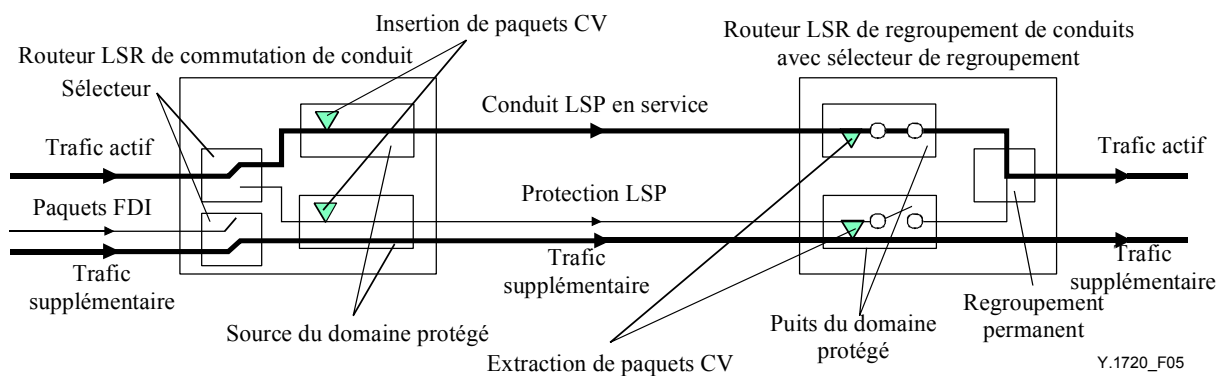 Insertion de paquets CV
Routeur LSR de commutation de conduit
Sélecteur
Routeur LSR de regroupement de conduits
avec sélecteur de regroupement
Conduit LSP en service
Trafic actif
Trafic actif
Paquets FDI
Protection LSP
Trafic
supplémentaire
Trafic
supplémentaire
Trafic
supplémentaire
Source du domaine protégé
Extraction de paquets CV
Puits du domaine
protégé
Regroupement
permanent
Y.1720_F05